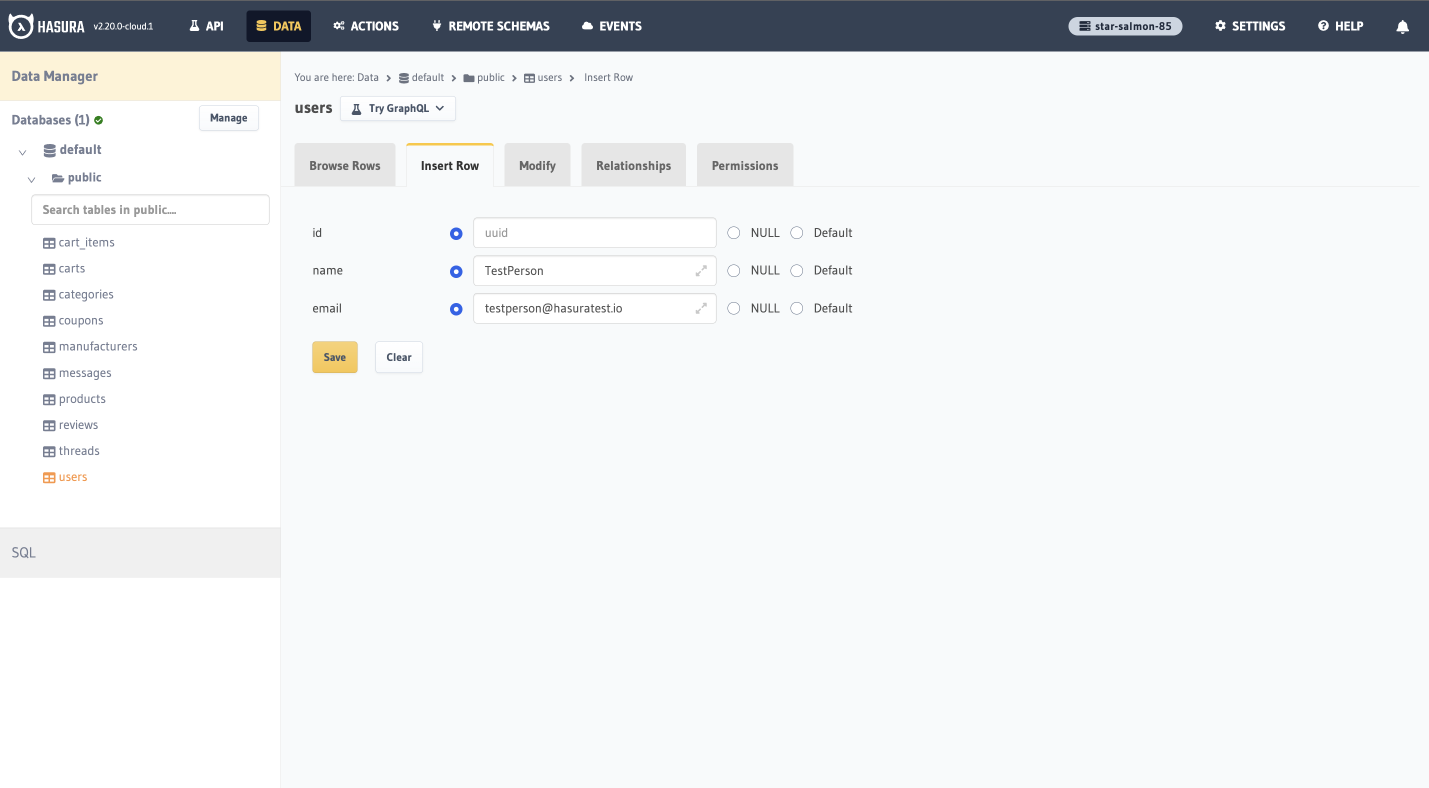 HASURA v2.20.0-cloud.1 API DATA ACTIONS REMOTE SCHEMAS EVENTS star-salmon-85 SETTINGS HELP
Data Manager
Databases (1) Manage
default
public
Search tables in public....
cart_items
carts
categories
coupons
manufacturers
messages
products
reviews
threads
users
SQL
You are here: Data > default > public > users > Insert Row
users Try GraphQL
Browse Rows Insert Row Modify Relationships Permissions
id uuid NULL Default
name TestPerson NULL Default
email testperson@hasuratest.io NULL Default
Save Clear